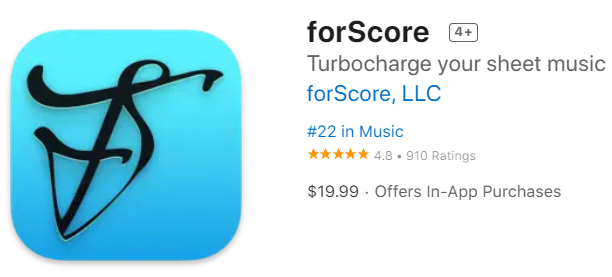 forScore 4+
Turbocharge your sheet music
forScore, LLC
#22 in Music
★★★★★ 4.8 • 910 Ratings
$19.99 · Offers In-App Purchases